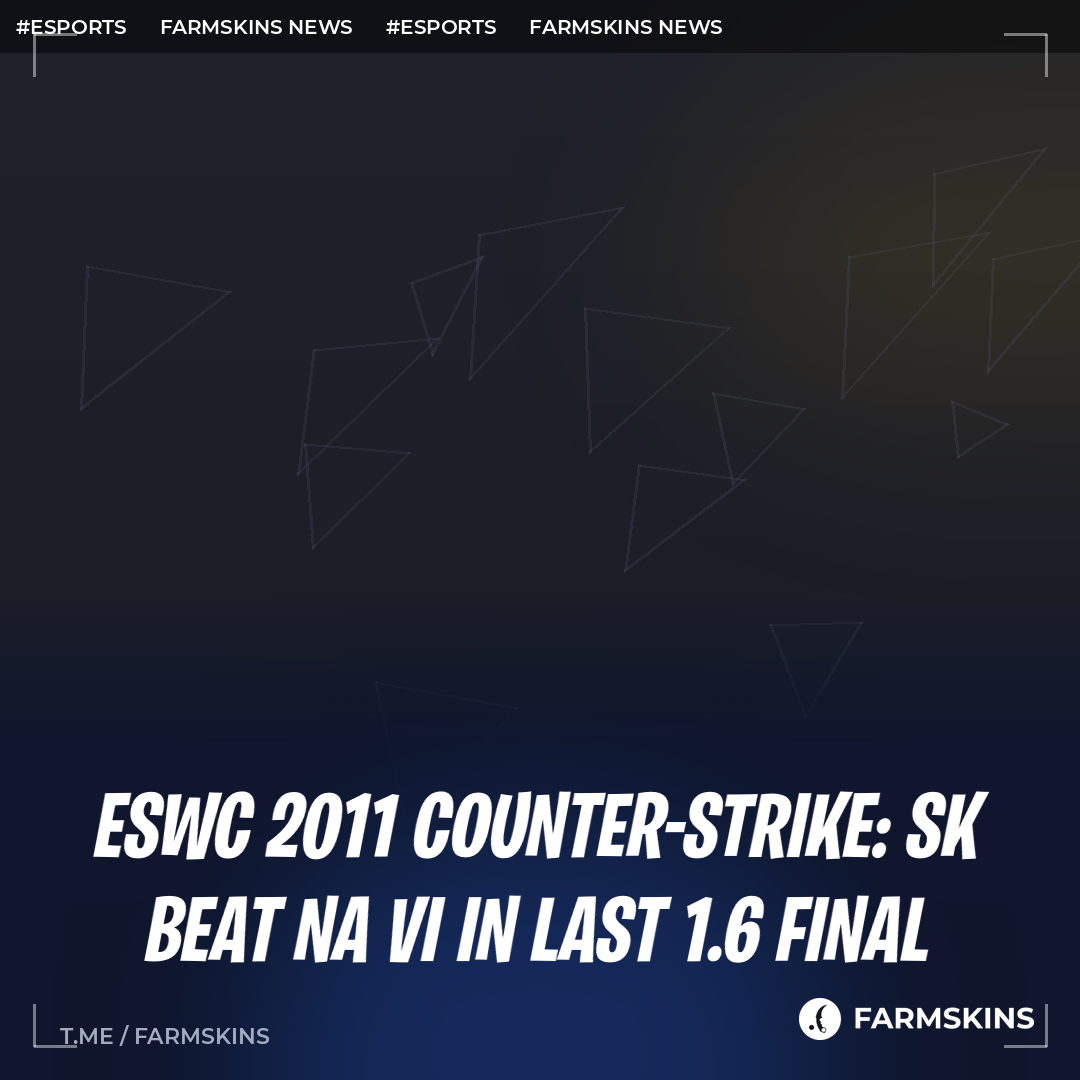 #ESPORTS FARMSKINS NEWS #ESPORTS FARMSKINS NEWS
ESWC 2011 COUNTER-STRIKE: SK
BEAT NA VI IN LAST 1.6 FINAL
T.ME / FARMSKINS
FARMSKINS